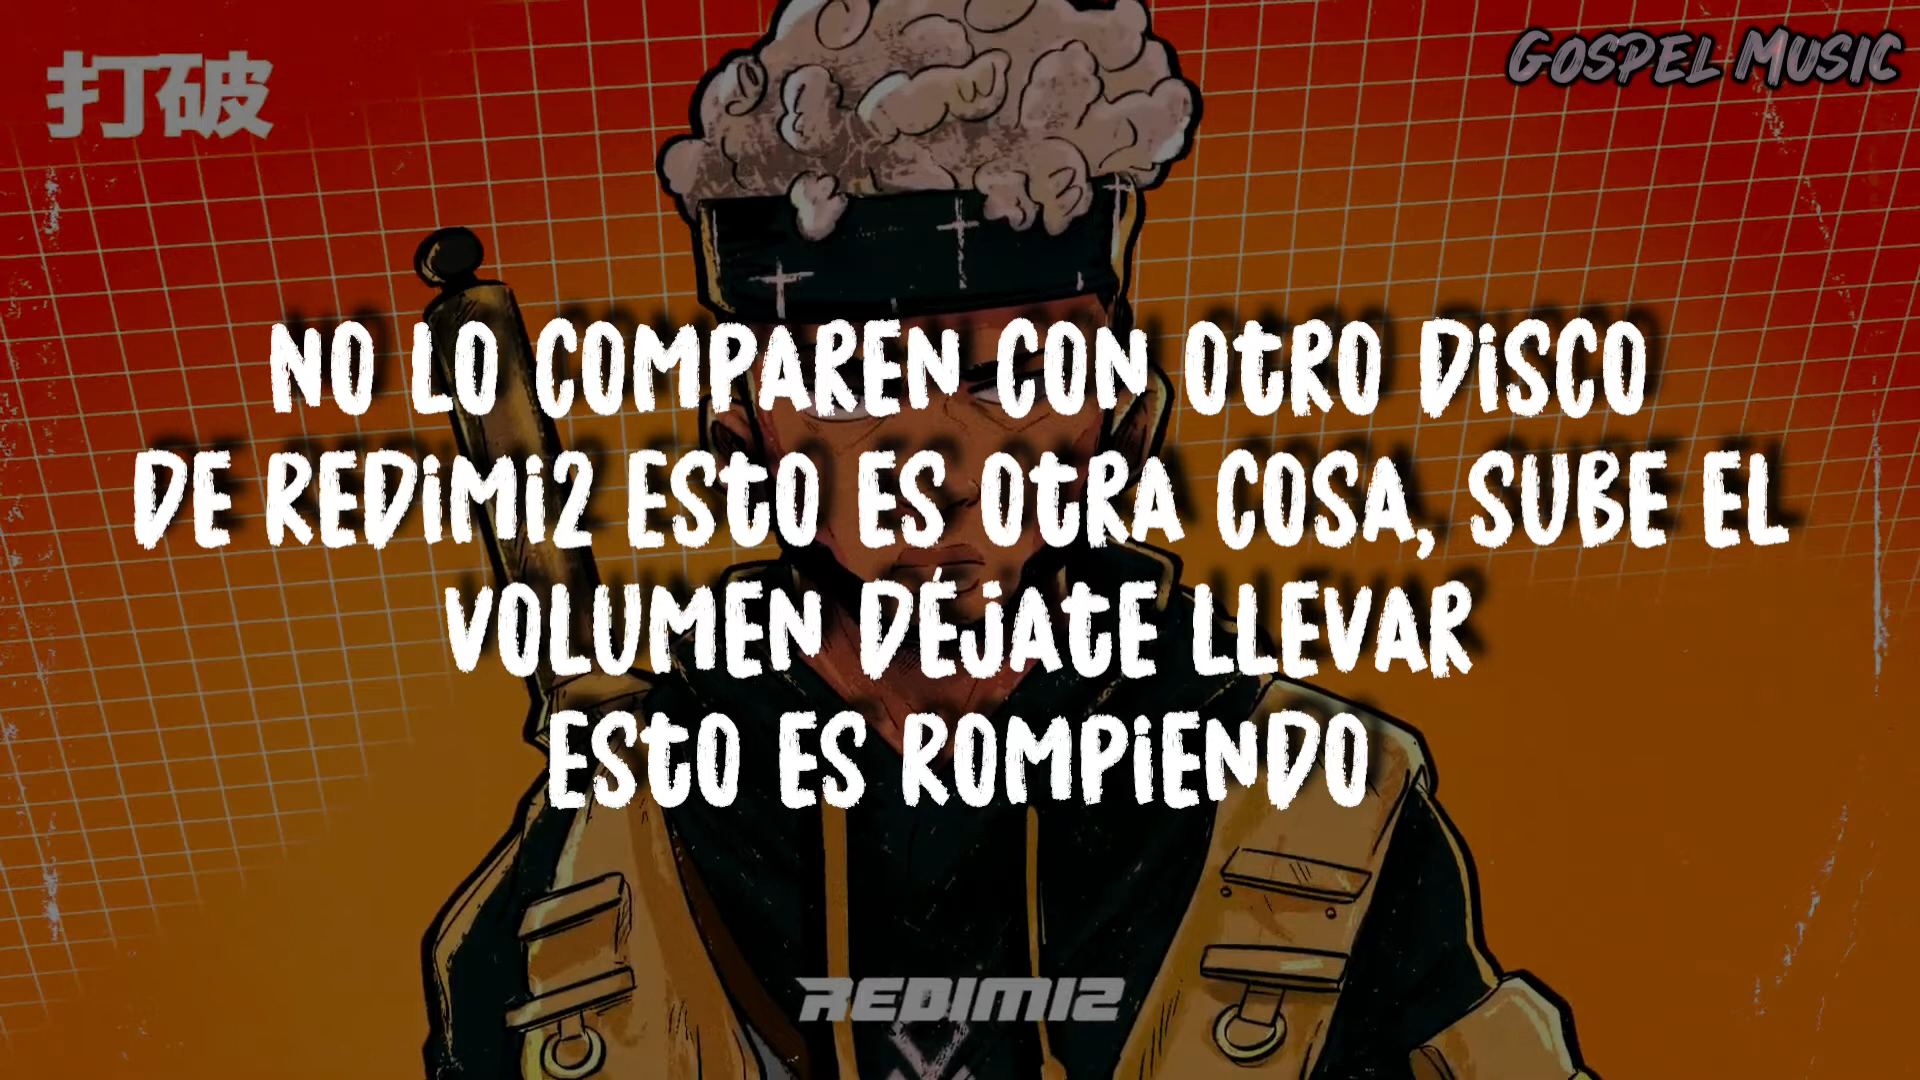 打破
GOSPEL MUSIC
NO LO COMPAREN CON OTRO DISCO
DE REDIMI2 ESTO ES OTRA COSA, SUBE EL
VOLUMEN DÉJATE LLEVAR
ESTO ES ROMPIENDO
REDIMI2